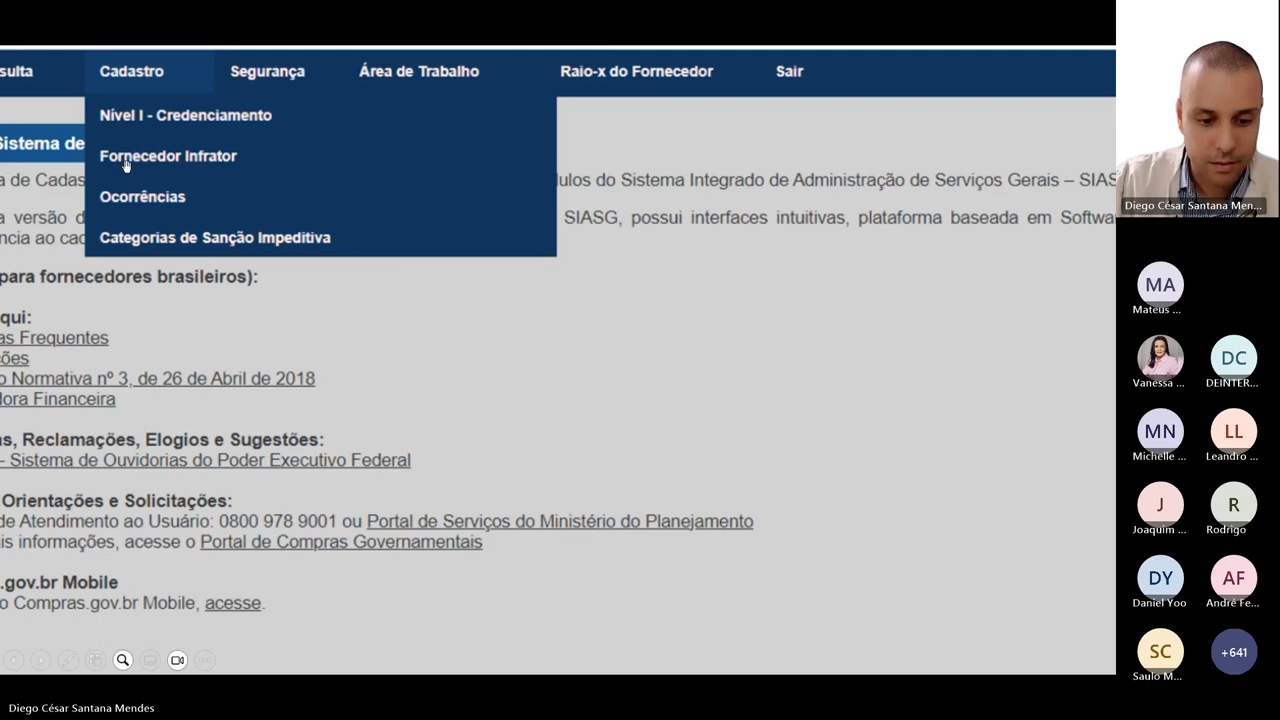 sulta Cadastro Segurança Área de Trabalho Raio-x do Fornecedor Sair
Nível I - Credenciamento
Sistema de
Fornecedor Infrator
a de Cadas
ulos do Sistema Integrado de Administração de Serviços Gerais – SIAS
Ocorrências
a versão d
SIASG, possui interfaces intuitivas, plataforma baseada em Softwar
ncia ao cad
Categorias de Sanção Impeditiva
para fornecedores brasileiros):
qui:
as Frequentes
ções
o Normativa nº 3, de 26 de Abril de 2018
dora Financeira
as, Reclamações, Elogios e Sugestões:
– Sistema de Ouvidorias do Poder Executivo Federal
Orientações e Solicitações:
de Atendimento ao Usuário: 0800 978 9001 ou Portal de Serviços do Ministério do Planejamento
is informações, acesse o Portal de Compras Governamentais
.gov.br Mobile
o Compras.gov.br Mobile, acesse.
Diego César Santana Men...
MA
Mateus ...
DC
Vanessa ... DEINTER...
MN LL
Michelle ... Leandro ...
J R
Joaquim ... Rodrigo
DY AF
Daniel Yoo André Fe...
SC +641
Saulo M...
Diego César Santana Mendes